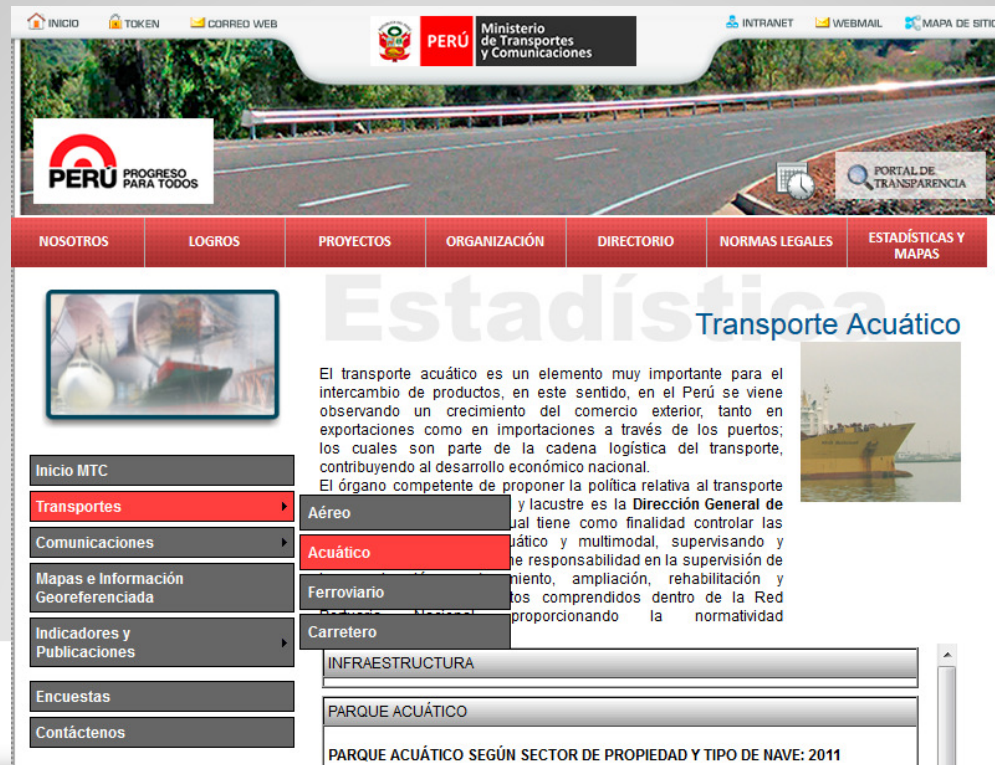 INICIO
TOKEN
CORREO WEB
PERÚ
Ministerio
de Transportes
y Comunicaciones
INTRANET
WEBMAIL
MAPA DE SITIO
PERÚ PROGRESO
PARA TODOS
PORTAL DE
TRANSPARENCIA
NOSOTROS
LOGROS
PROYECTOS
ORGANIZACIÓN
DIRECTORIO
NORMAS LEGALES
ESTADÍSTICAS Y
MAPAS
Estadística
Transporte Acuático
El transporte acuático es un elemento muy importante para el
intercambio de productos, en este sentido, en el Perú se viene
observando un crecimiento del comercio exterior, tanto en
exportaciones como en importaciones a través de los puertos;
los cuales son parte de la cadena logística del transporte,
contribuyendo al desarrollo económico nacional.
El órgano competente de proponer la política relativa al transporte
y lacustre es la Dirección General de
ual tiene como finalidad controlar las
uático y multimodal, supervisando y
ne responsabilidad en la supervisión de
miento, ampliación, rehabilitación y
tos comprendidos dentro de la Red
proporcionando la normatividad
Inicio MTC
Transportes
Comunicaciones
Mapas e Información
Georeferenciada
Indicadores y
Publicaciones
Encuestas
Contáctenos
Aéreo
Acuático
Ferroviario
Carretero
INFRAESTRUCTURA
PARQUE ACUÁTICO
PARQUE ACUÁTICO SEGÚN SECTOR DE PROPIEDAD Y TIPO DE NAVE: 2011